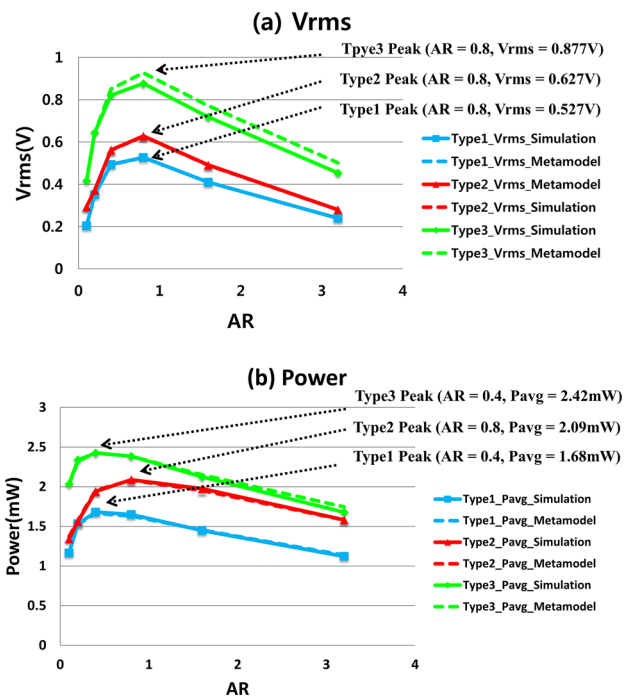 (a) Vrms
Tpye3 Peak (AR = 0.8, Vrms = 0.877V)
Type2 Peak (AR = 0.8, Vrms = 0.627V)
Type1 Peak (AR = 0.8, Vrms = 0.527V)
1
0.8
0.6
0.4
0.2
0
Vrms(V)
0
1
2
3
4
AR
Type1_Vrms_Simulation
Type1_Vrms_Metamodel
Type2_Vrms_Metamodel
Type2_Vrms_Simulation
Type3_Vrms_Simulation
Type3_Vrms_Metamodel
(b) Power
Type3 Peak (AR = 0.4, Pavg = 2.42mW)
Type2 Peak (AR = 0.8, Pavg = 2.09mW)
Type1 Peak (AR = 0.4, Pavg = 1.68mW)
3
2.5
2
1.5
1
0.5
0
Power(mW)
0
1
2
3
4
AR
Type1_Pavg_Simulation
Type1_Pavg_Metamodel
Type2_Pavg_Simulation
Type2_Pavg_Metamodel
Type3_Pavg_Simulation
Type3_Pavg_Metamodel